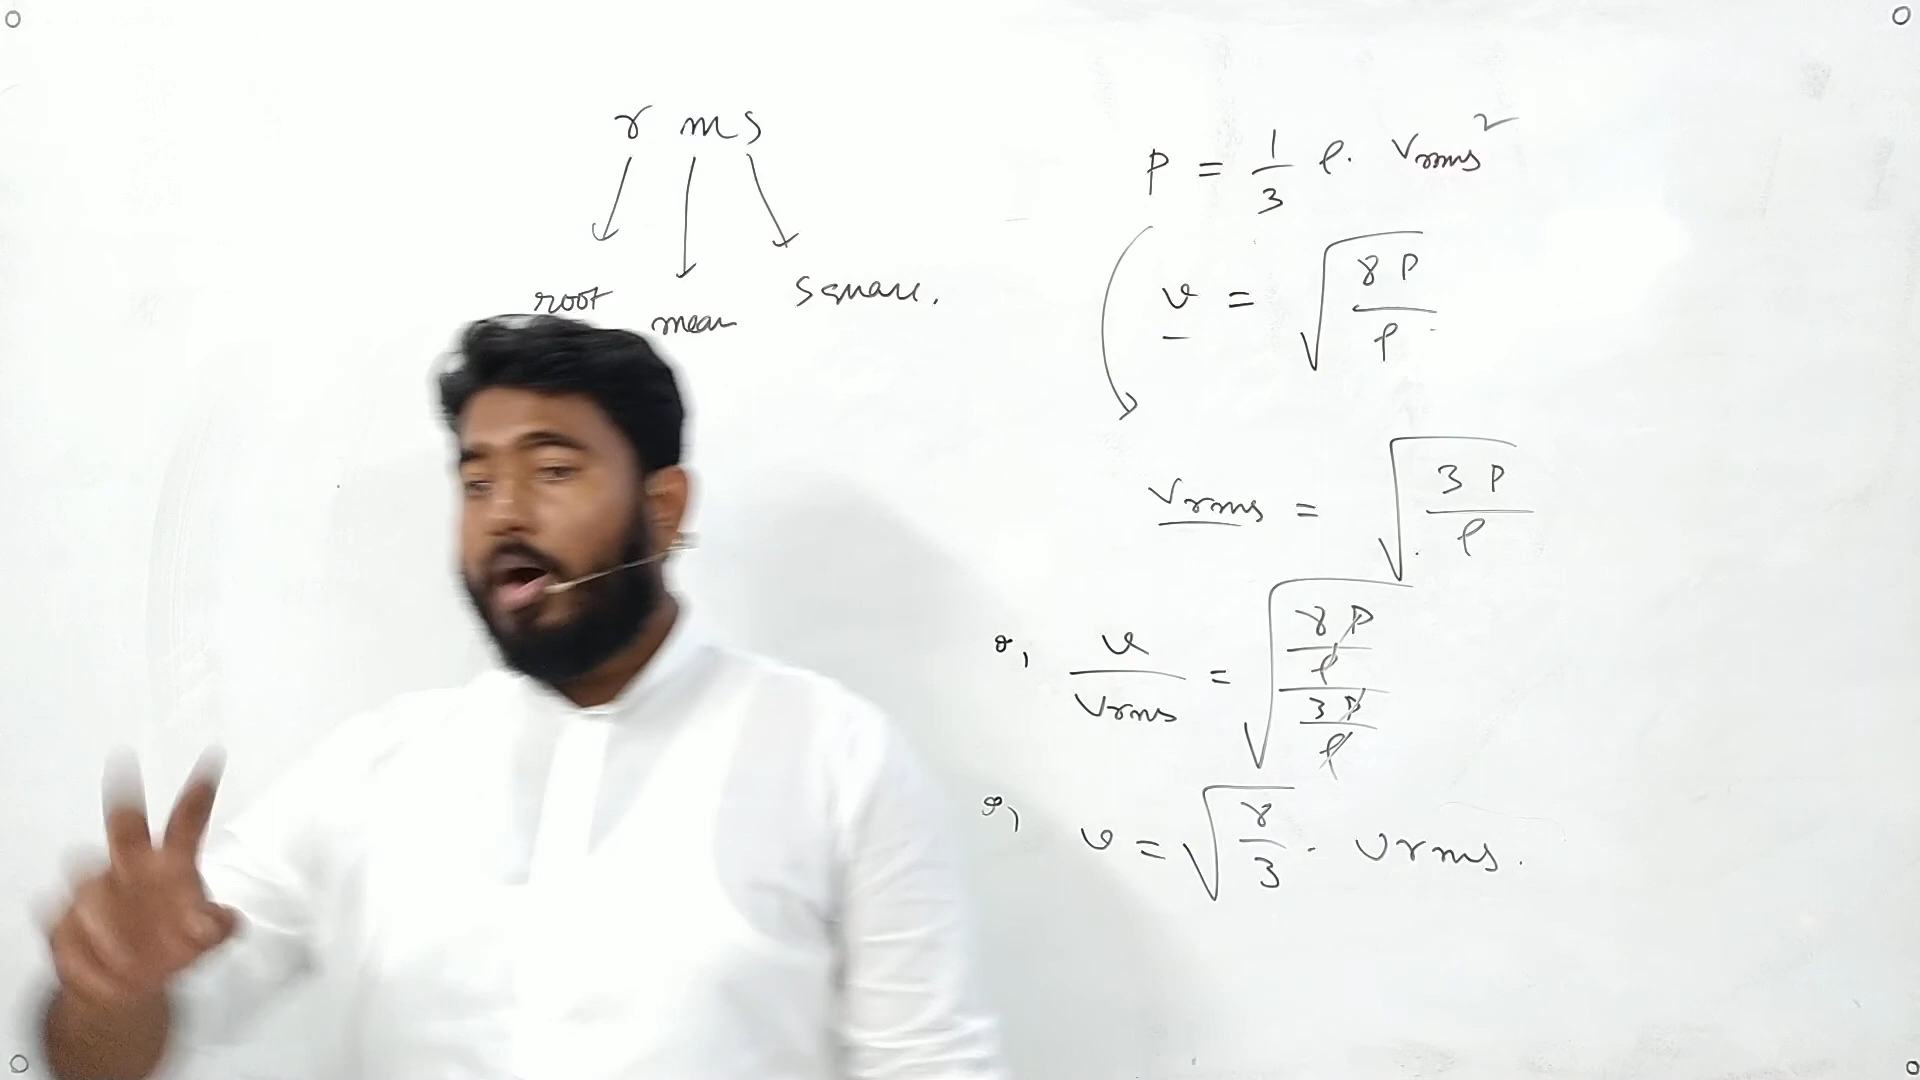 r m s
root
mean
square.
P = 1/3 ρ. Vrms²
v = √(γP/ρ)
Vrms = √(3P/ρ)
or, v/Vrms = √((γP/ρ)/(3P/ρ))
or, v = √(γ/3) · vrms.